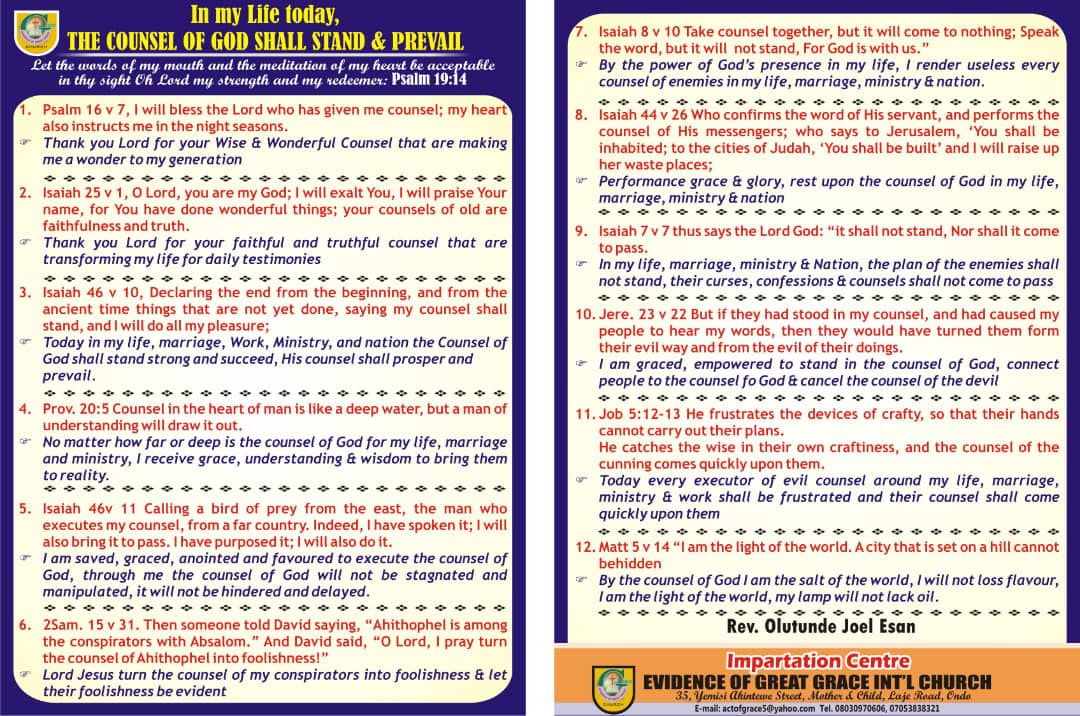 In my Life today,
THE COUNSEL OF GOD SHALL STAND & PREVAIL
Let the words of my mouth and the meditation of my heart be acceptable
in thy sight Oh Lord my strength and my redeemer: Psalm 19:14
1. Psalm 16 v 7, I will bless the Lord who has given me counsel; my heart
also instructs me in the night seasons.
☞ Thank you Lord for your Wise & Wonderful Counsel that are making
me a wonder to my generation
2. Isaiah 25 v 1, O Lord, you are my God; I will exalt You, I will praise Your
name, for You have done wonderful things; your counsels of old are
faithfulness and truth.
☞ Thank you Lord for your faithful and truthful counsel that are
transforming my life for daily testimonies
3. Isaiah 46 v 10, Declaring the end from the beginning, and from the
ancient time things that are not yet done, saying my counsel shall
stand, and I will do all my pleasure;
☞ Today in my life, marriage, Work, Ministry, and nation the Counsel of
God shall stand strong and succeed, His counsel shall prosper and
prevail.
4. Prov. 20:5 Counsel in the heart of man is like a deep water, but a man of
understanding will draw it out.
☞ No matter how far or deep is the counsel of God for my life, marriage
and ministry, I receive grace, understanding & wisdom to bring them
to reality.
5. Isaiah 46v 11 Calling a bird of prey from the east, the man who
executes my counsel, from a far country. Indeed, I have spoken it; I will
also bring it to pass. I have purposed it; I will also do it.
☞ I am saved, graced, anointed and favoured to execute the counsel of
God, through me the counsel of God will not be stagnated and
manipulated, it will not be hindered and delayed.
6. 2Sam. 15 v 31. Then someone told David saying, “Ahithophel is among
the conspirators with Absalom.” And David said, “O Lord, I pray turn
the counsel of Ahithophel into foolishness!”
☞ Lord Jesus turn the counsel of my conspirators into foolishness & let
their foolishness be evident
7. Isaiah 8 v 10 Take counsel together, but it will come to nothing; Speak
the word, but it will not stand, For God is with us.”
☞ By the power of God’s presence in my life, I render useless every
counsel of enemies in my life, marriage, ministry & nation.
8. Isaiah 44 v 26 Who confirms the word of His servant, and performs the
counsel of His messengers; who says to Jerusalem, ‘You shall be
inhabited; to the cities of Judah, ‘You shall be built’ and I will raise up
her waste places;
☞ Performance grace & glory, rest upon the counsel of God in my life,
marriage, ministry & nation
9. Isaiah 7 v 7 thus says the Lord God: “it shall not stand, Nor shall it come
to pass.
☞ In my life, marriage, ministry & Nation, the plan of the enemies shall
not stand, their curses, confessions & counsels shall not come to pass
10. Jere. 23 v 22 But if they had stood in my counsel, and had caused my
people to hear my words, then they would have turned them form
their evil way and from the evil of their doings.
☞ I am graced, empowered to stand in the counsel of God, connect
people to the counsel fo God & cancel the counsel of the devil
11. Job 5:12-13 He frustrates the devices of crafty, so that their hands
cannot carry out their plans.
He catches the wise in their own craftiness, and the counsel of the
cunning comes quickly upon them.
☞ Today every executor of evil counsel around my life, marriage,
ministry & work shall be frustrated and their counsel shall come
quickly upon them
12. Matt 5 v 14 “I am the light of the world. A city that is set on a hill cannot
behidden
☞ By the counsel of God I am the salt of the world, I will not loss flavour,
I am the light of the world, my lamp will not lack oil.
Rev. Olutunde Joel Esan
Impartation Centre
EVIDENCE OF GREAT GRACE INT'L CHURCH
35, Yemisi Akintewe Street, Mother & Child, Laje Road, Ondo
E-mail: actofgrace5@yahoo.com Tel. 08030970606, 07053838321